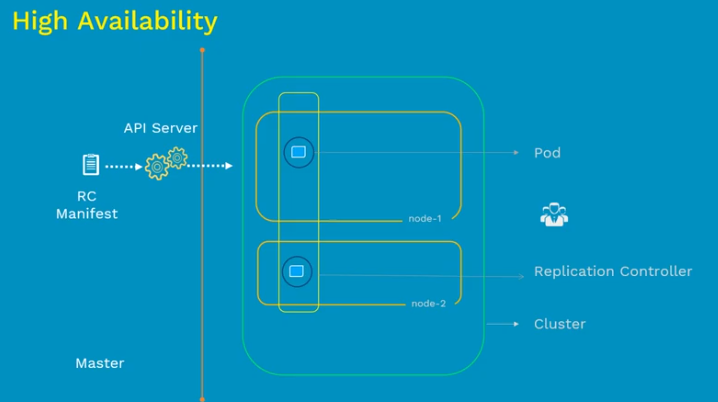 High Availability
API Server
RC
Manifest
Master
Pod
node-1
Replication Controller
node-2
Cluster